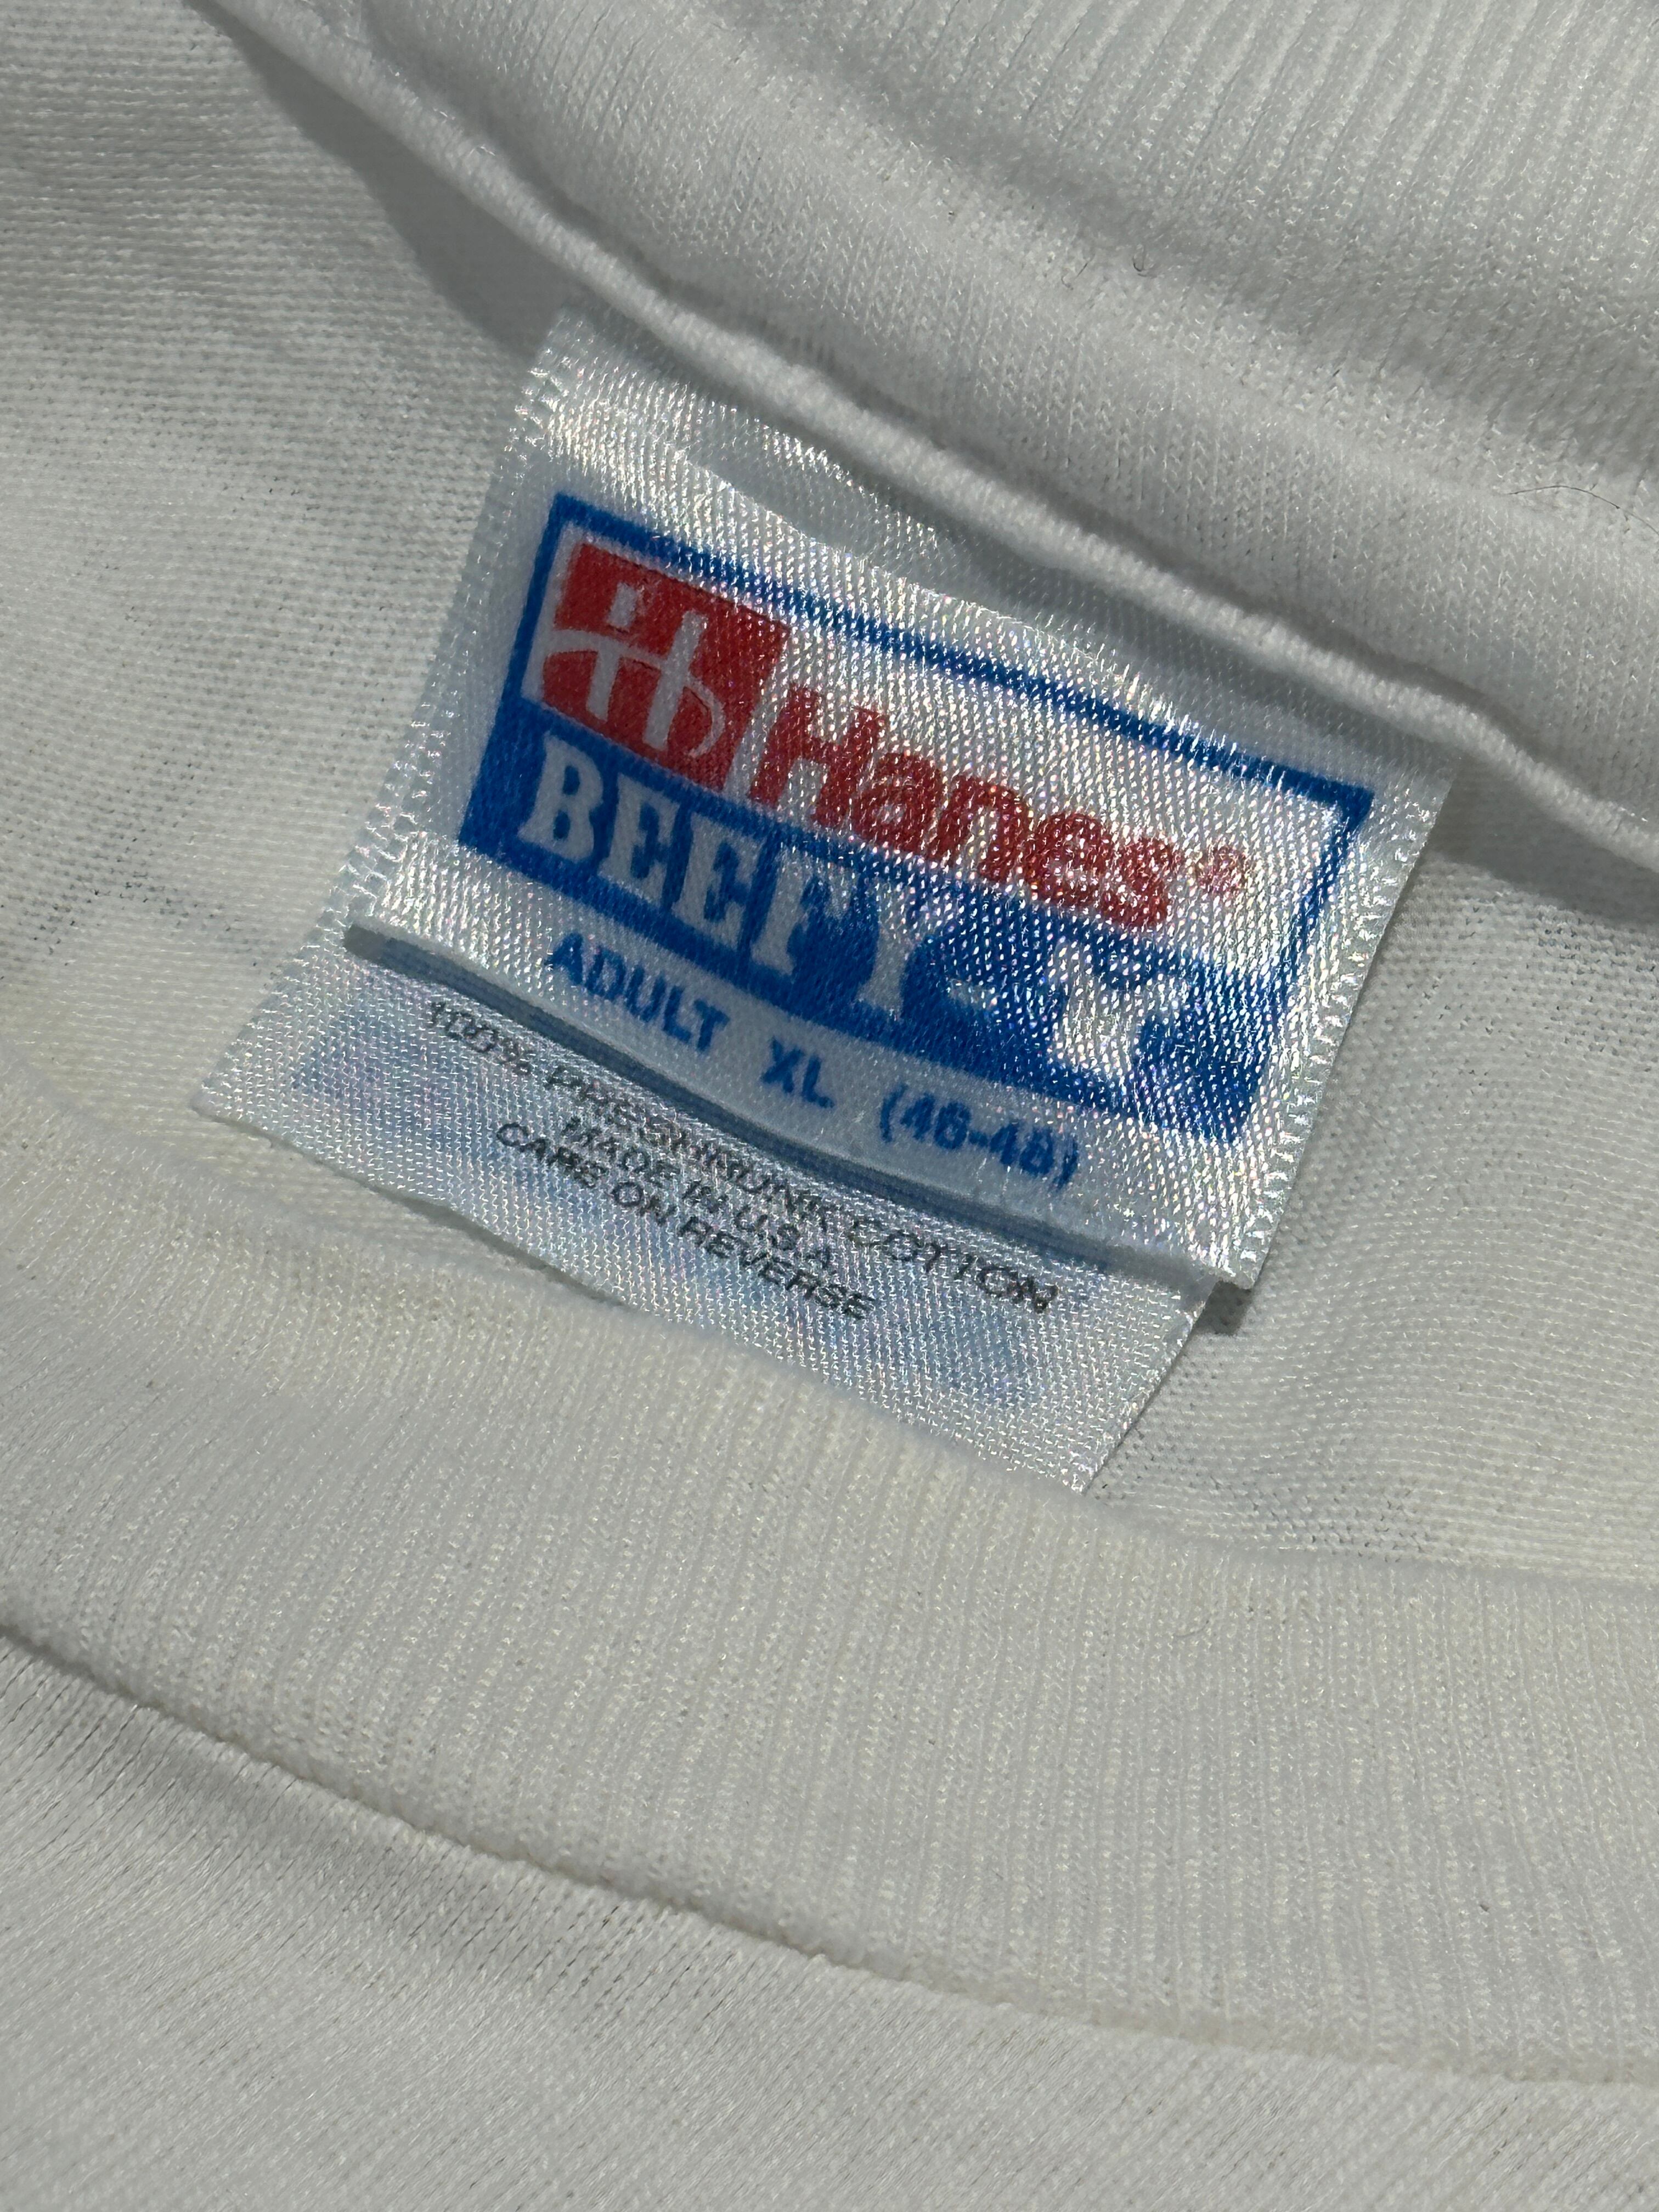 Hanes®
BEEFY-T
ADULT XL (46-48)
100% PRESHRUNK COTTON
MADE IN U.S.A.
CARE ON REVERSE